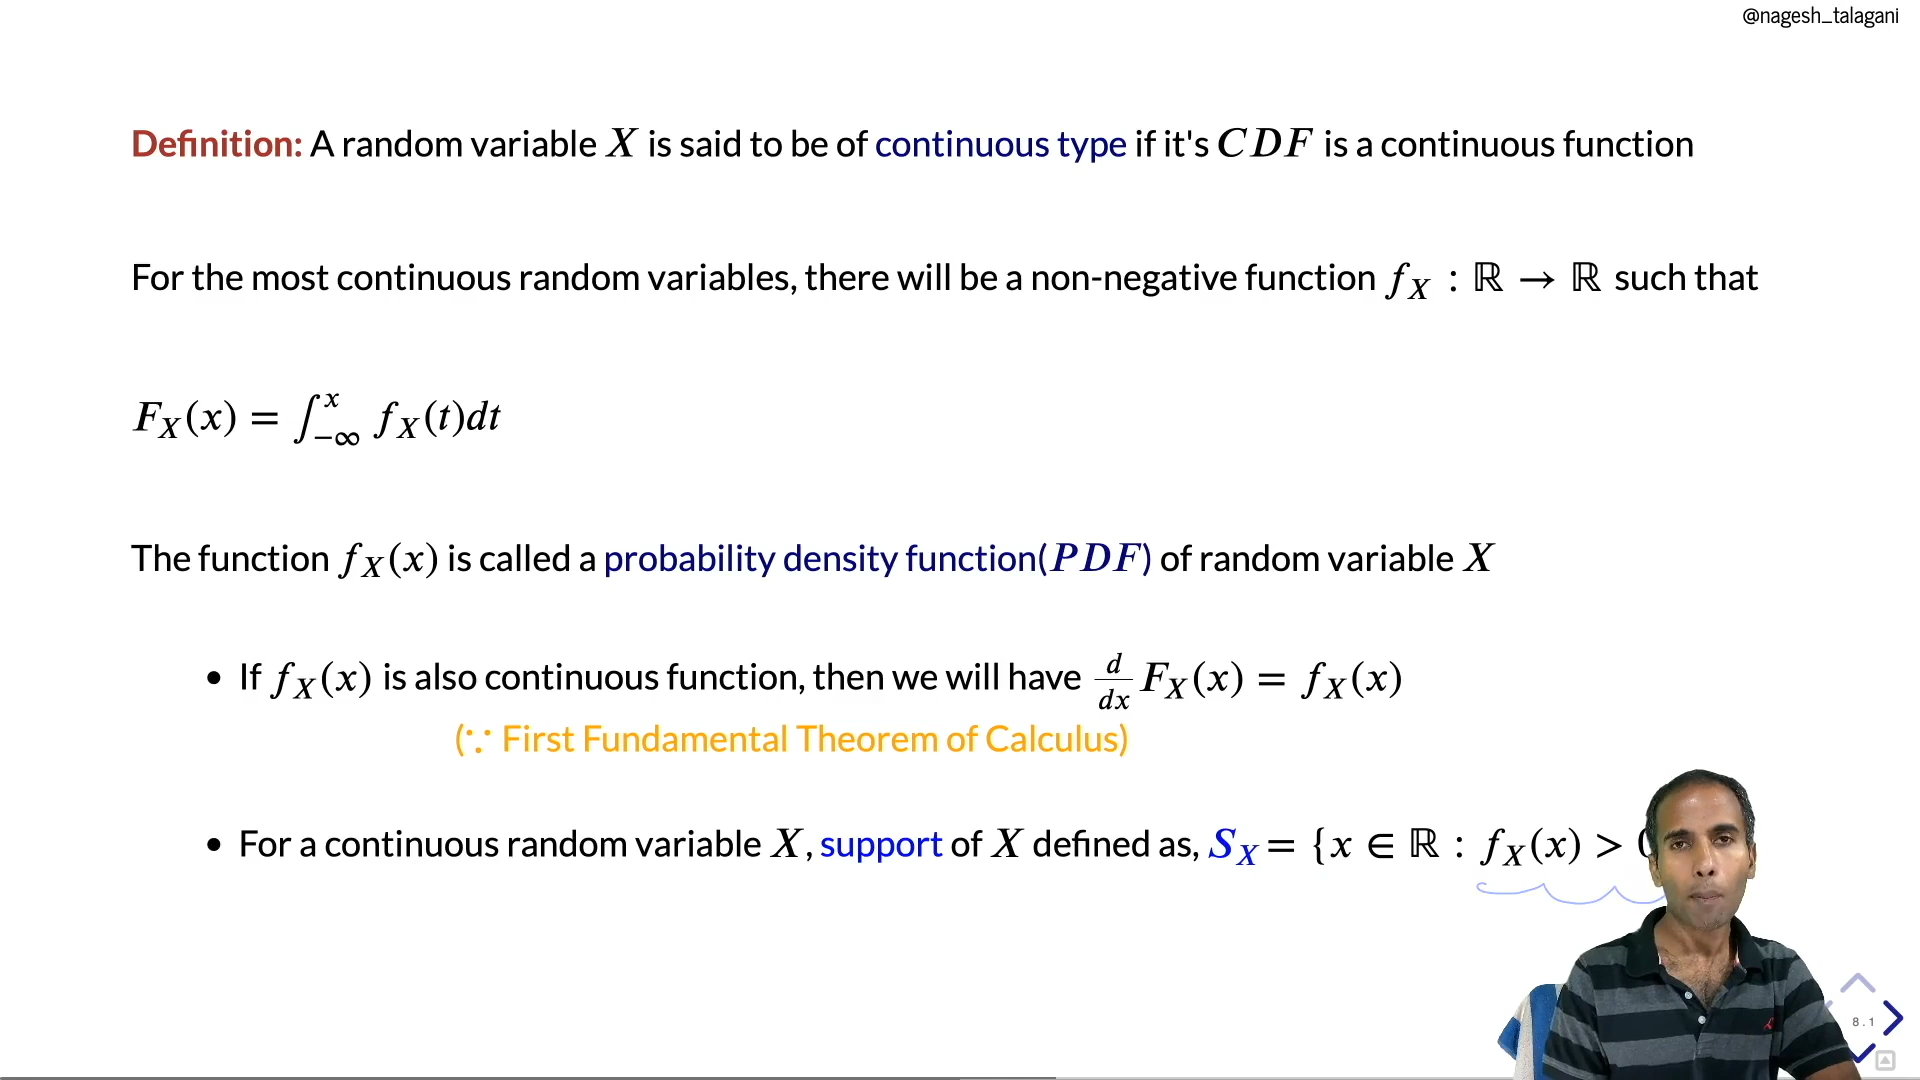 @nagesh_talagani
Definition: A random variable X is said to be of continuous type if it's CDF is a continuous function
For the most continuous random variables, there will be a non-negative function f_X : ℝ → ℝ such that
F_X(x) = ∫_{-∞}^{x} f_X(t)dt
The function f_X(x) is called a probability density function(PDF) of random variable X
• If f_X(x) is also continuous function, then we will have d/dx F_X(x) = f_X(x)
(∵ First Fundamental Theorem of Calculus)
• For a continuous random variable X, support of X defined as, S_X = {x ∈ ℝ : f_X(x) >
8.1